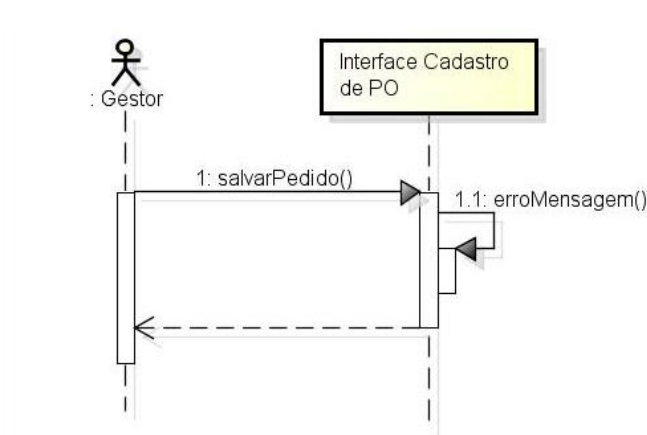 Interface Cadastro
de PO
: Gestor
1: salvarPedido()
1.1: erroMensagem()